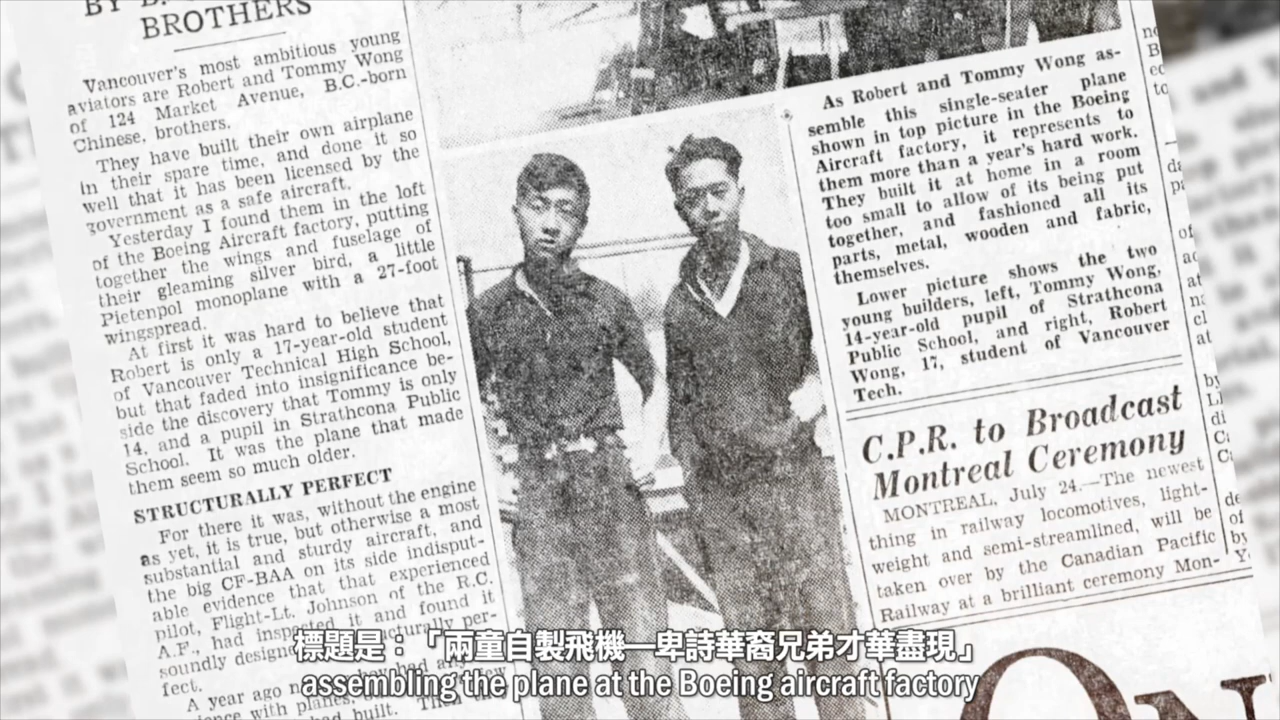 BY B.
BROTHERS
Vancouver's most ambitious young
aviators are Robert and Tommy Wong
of 124 Market Avenue, B.C.-born
Chinese, brothers.
They have built their own airplane
in their spare time, and done it so
well that it has been licensed by the
government as a safe aircraft.
Yesterday I found them in the loft
of the Boeing Aircraft factory, putting
together the wings and fuselage of
their gleaming silver bird, a little
Pietenpol monoplane with a 27-foot
wingspread.
At first it was hard to believe that
Robert is only a 17-year-old student
of Vancouver Technical High School,
but that faded into insignificance be-
side the discovery that Tommy is only
14, and a pupil in Strathcona Public
School. It was the plane that made
them seem so much older.
STRUCTURALLY PERFECT
For there it was, without the engine
as yet, it is true, but otherwise a most
substantial and sturdy aircraft, and
the big CF-BAA on its side indisput-
able evidence that experienced
pilot, Flight-Lt. Johnson of the R.C.
A.F., had inspected it and found it
soundly designed per-
fect.
A year ago
with planes,
built.
As Robert and Tommy Wong as-
semble this single-seater plane
shown in top picture in the Boeing
Aircraft factory, it represents to
them more than a year's hard work.
They built it at home in a room
too small to allow of its being put
together, and fashioned all its
parts, metal, wooden and fabric,
themselves.
Lower picture shows the two
young builders, left, Tommy Wong,
14-year-old pupil of Strathcona
Public School, and right, Robert
Wong, 17, student of Vancouver
Tech.
C.P.R. to Broadcast
Montreal Ceremony
MONTREAL, July 24.—The newest
thing in railway locomotives, light-
weight and semi-streamlined, will be
taken over by the Canadian Pacific
Railway at a brilliant ceremony Mon-
標題是：「兩童自製飛機—卑詩華裔兄弟才華盡現」
assembling the plane at the Boeing aircraft factory